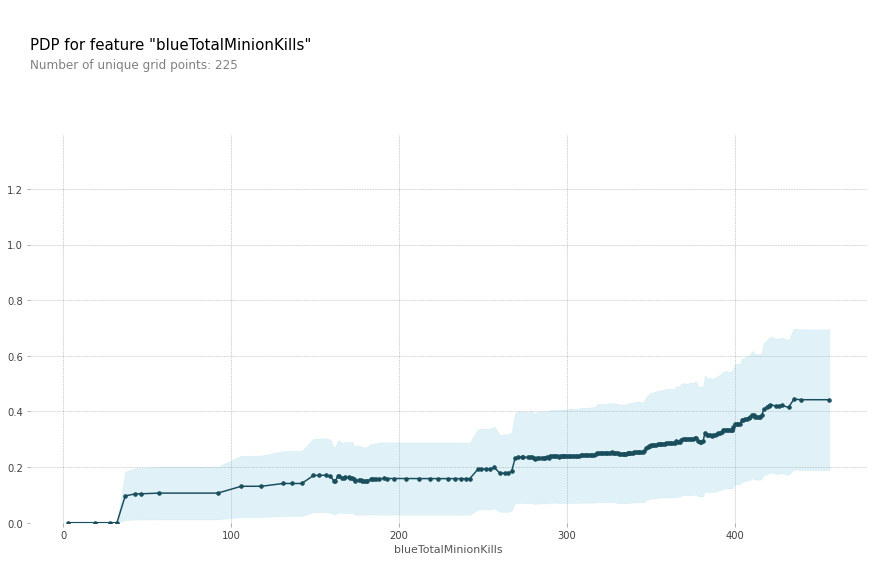 PDP for feature "blueTotalMinionKills"
Number of unique grid points: 225
1.2
1.0
0.8
0.6
0.4
0.2
0.0
0 100 200 300 400
blueTotalMinionKills